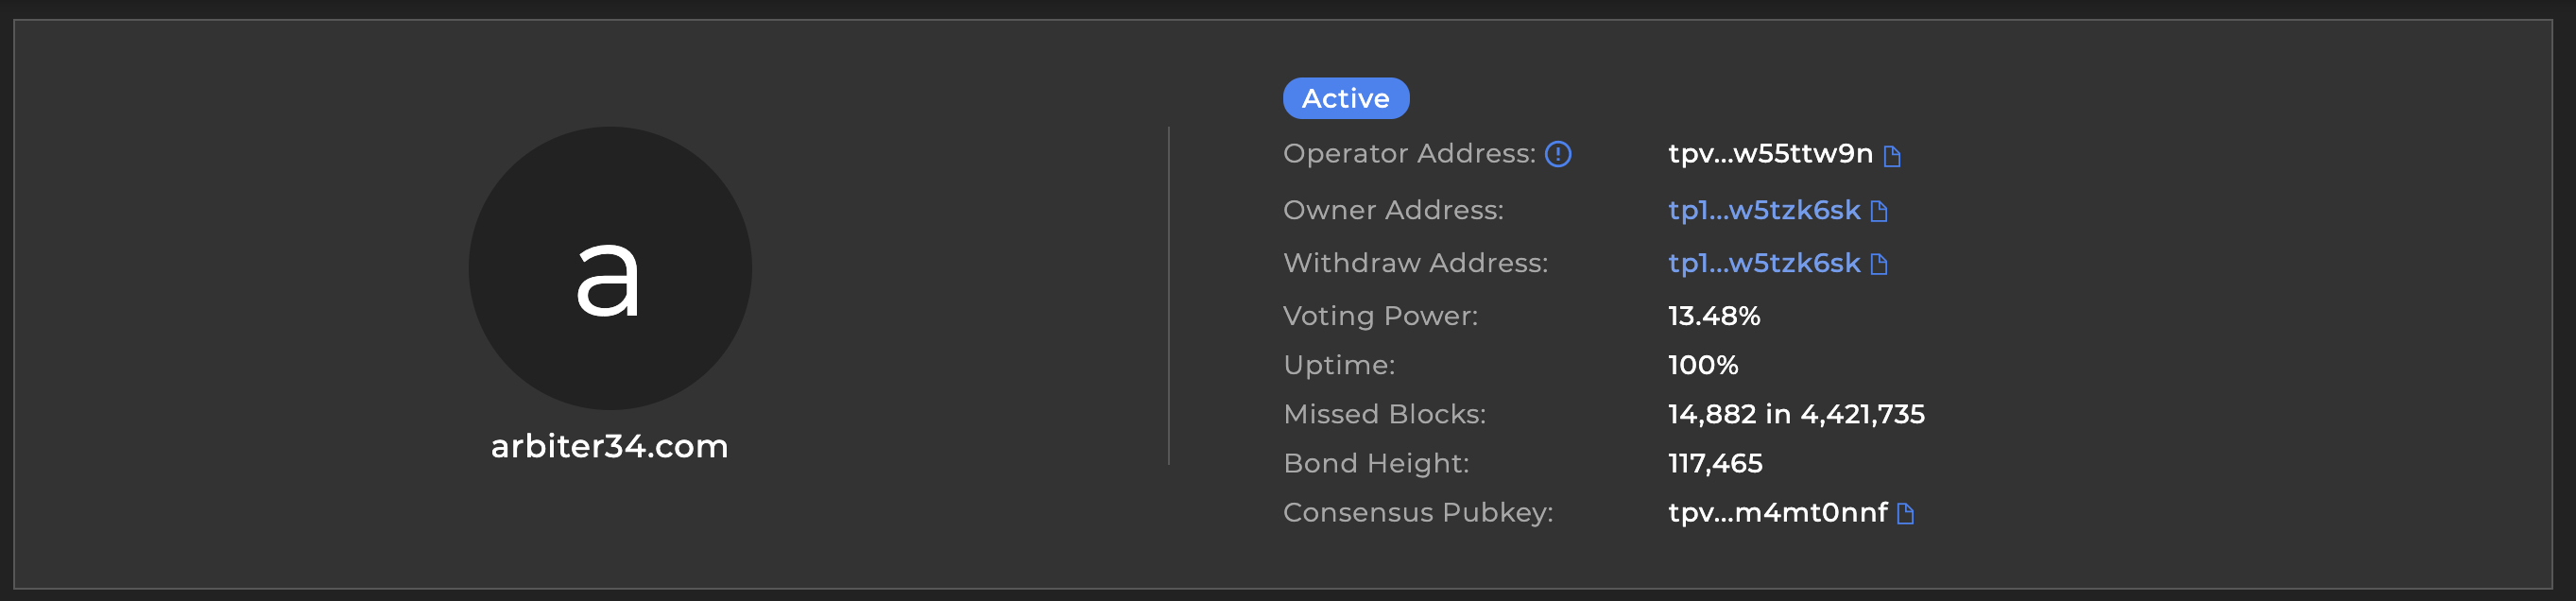 a
arbiter34.com
Active
Operator Address: tpv...w55ttw9n
Owner Address: tp1...w5tzk6sk
Withdraw Address: tp1...w5tzk6sk
Voting Power: 13.48%
Uptime: 100%
Missed Blocks: 14,882 in 4,421,735
Bond Height: 117,465
Consensus Pubkey: tpv...m4mt0nnf